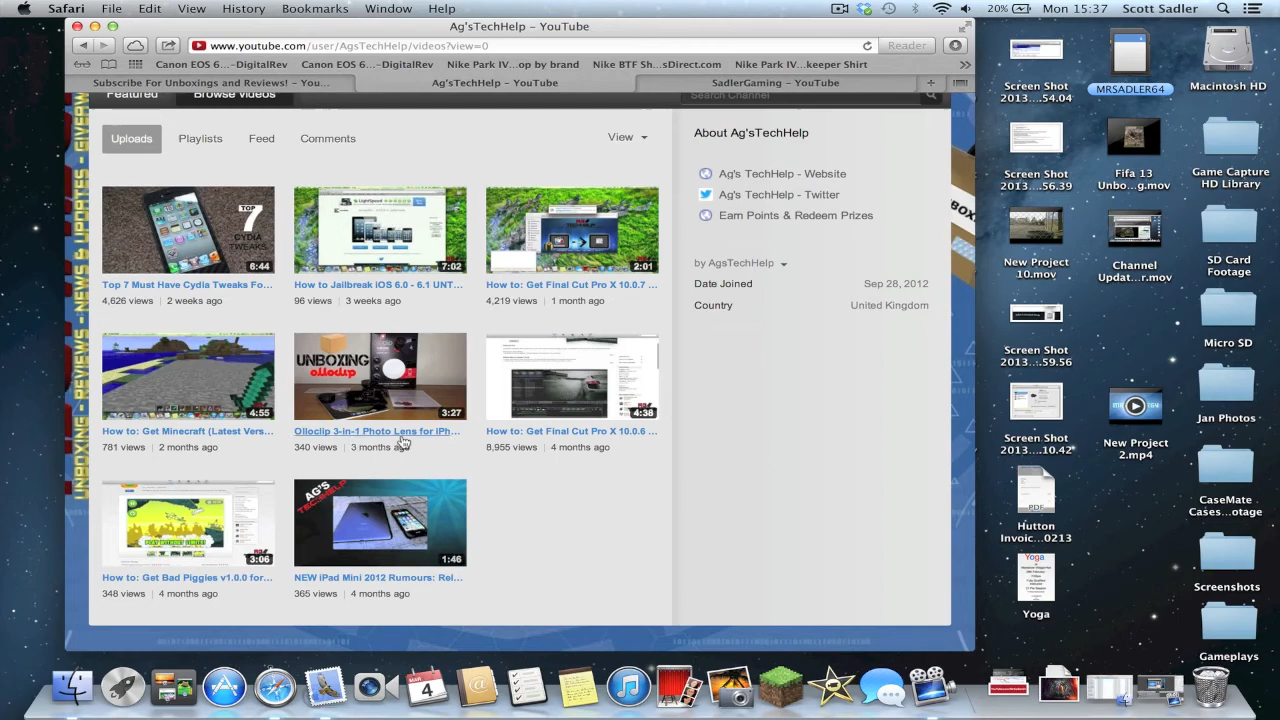 Safari File Edit View History Bookmarks Window Help
20% Mon 15:37 Scott Sadler
Ag'sTechHelp – YouTube
www.youtube.com/user/AgsTechHelp/videos?view=0
Reader
Canon EOS 6...-DigitalRev
6...-DigitalRev
Nike Park IV...op by brand
Nike BTF Sh...sDirect.com
Nike Park IV...keeper Shirt
Subscribe For Unboxings and Reviews! – You...
Ag'sTechHelp – YouTube
SadlerGaming – YouTube
Featured
Browse videos
Search Channel
Uploads
Playlists
Feed
Comments
View
TOP
7
CYDIA
TWEAKS
6:44
LightSpeed
7:02
2:01
Top 7 Must Have Cydia Tweaks Fo...
4,626 views 2 weeks ago
How to Jailbreak iOS 6.0 - 6.1 UNT...
96 views 3 weeks ago
How to: Get Final Cut Pro X 10.0.7 ...
4,219 views 1 month ago
4:55
UNBOXING
olloclip
3:27
4:38
How to: Get Minecraft (Latest Vers...
781 views 2 months ago
Olloclip 3-in-1 Photo Lens for iPh...
340 views 3 months ago
How to: Get Final Cut Pro X 10.0.6 ...
8,955 views 4 months ago
3:06
AG'S
1:46
How to: Get Bad Piggies v1.0.0 for...
348 views 4 months ago
NEW iPad Mini 2012 Rumours: Rel...
365 views 4 months ago
About Ag'sTechHelp
Ag's TechHelp - Website
Ag's TechHelp - Twitter
Earn Points & Redeem Prizes
by AgsTechHelp
Date Joined Sep 28, 2012
Country United Kingdom
Screen Shot
2013....54.04
MRSADLER64
Macintosh HD
Screen Shot
2013....56.39
Fifa 13
Unbo...g.mov
Game Capture
HD Library
New Project
10.mov
Channel
Updat...r.mov
SD Card
Footage
Screen Shot
2013....59.56
Micro SD
Screen Shot
2013....10.42
New Project
2.mp4
Jan Photos
PDF
Hutton
Invoic...0213
CaseMate
Cases...otage
Yoga
Yoga
Screenshots
Gameplays
MAR
4